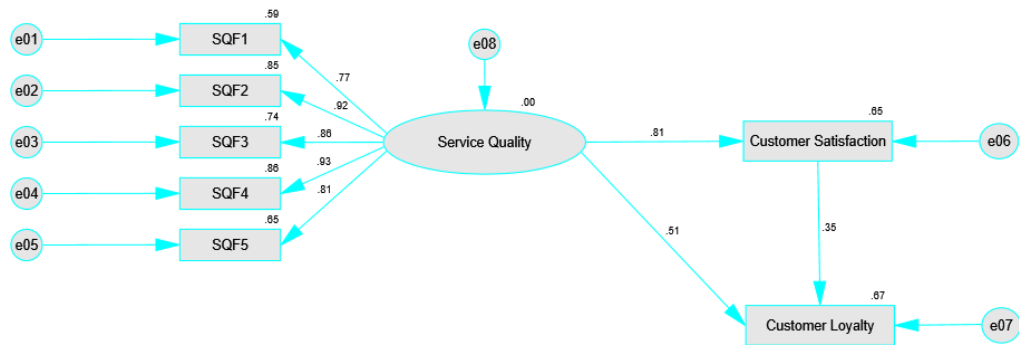 .59
e01
SQF1
e08
.85
.77
e02
SQF2
.00
.92
.74
.65
e03
SQF3
.86
Service Quality
.81
Customer Satisfaction
e06
.86
.93
e04
SQF4
.81
.65
.51
.35
e05
SQF5
.67
Customer Loyalty
e07